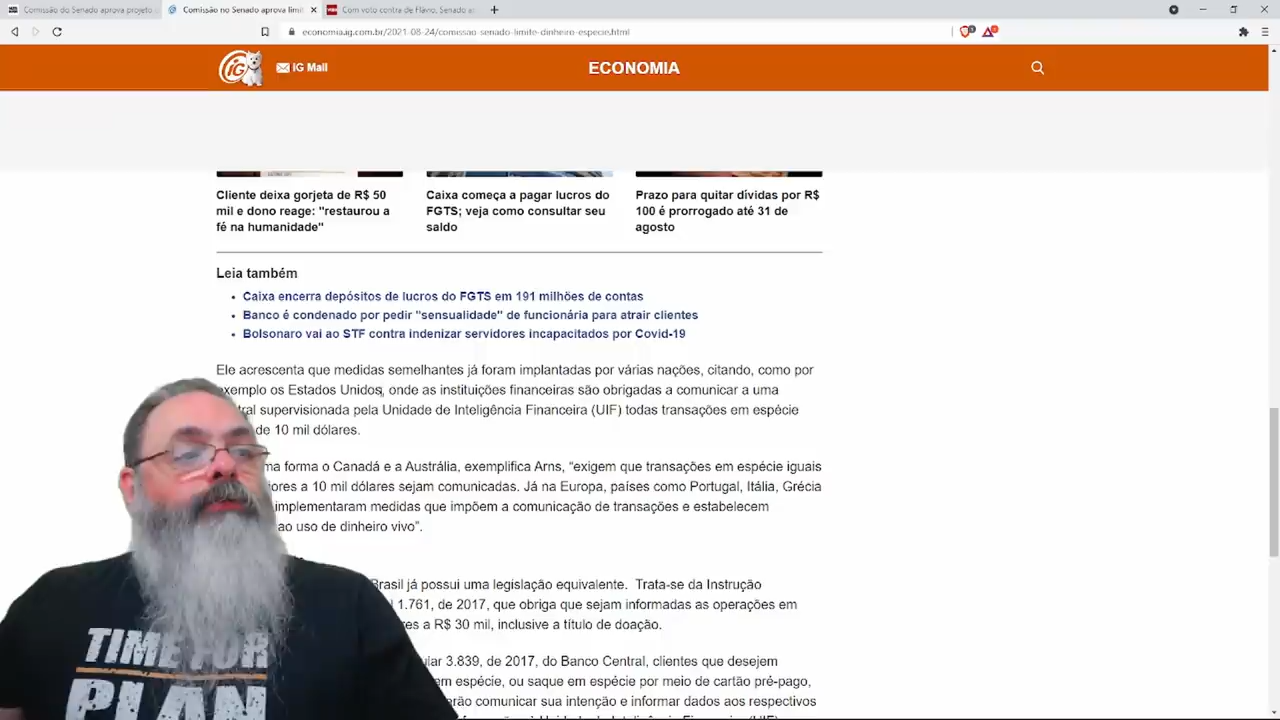 Comissão do Senado aprova projeto
Comissão no Senado aprova limit
Com voto contra de Flávio, Senado a
economia.ig.com.br/2021-08-24/comissao-senado-limite-dinheiro-especie.html
iG
iG Mail
ECONOMIA
Cliente deixa gorjeta de R$ 50
mil e dono reage: "restaurou a
fé na humanidade"
Caixa começa a pagar lucros do
FGTS; veja como consultar seu
saldo
Prazo para quitar dívidas por R$
100 é prorrogado até 31 de
agosto
Leia também
Caixa encerra depósitos de lucros do FGTS em 191 milhões de contas
Banco é condenado por pedir "sensualidade" de funcionária para atrair clientes
Bolsonaro vai ao STF contra indenizar servidores incapacitados por Covid-19
Ele acrescenta que medidas semelhantes já foram implantadas por várias nações, citando, como por
exemplo os Estados Unidos, onde as instituições financeiras são obrigadas a comunicar a uma
supervisionada pela Unidade de Inteligência Financeira (UIF) todas transações em espécie
de 10 mil dólares.
forma o Canadá e a Austrália, exemplifica Arns, “exigem que transações em espécie iguais
a 10 mil dólares sejam comunicadas. Já na Europa, países como Portugal, Itália, Grécia
implementaram medidas que impõem a comunicação de transações e estabelecem
ao uso de dinheiro vivo”.
Brasil já possui uma legislação equivalente. Trata-se da Instrução
1.761, de 2017, que obriga que sejam informadas as operações em
a R$ 30 mil, inclusive a título de doação.
3.839, de 2017, do Banco Central, clientes que desejem
em espécie, ou saque em espécie por meio de cartão pré-pago,
comunicar sua intenção e informar dados aos respectivos
TIME FOR
PLAN